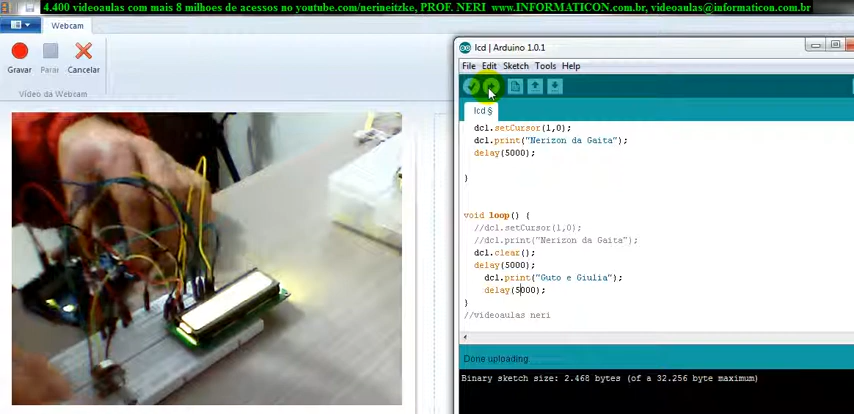 4.400 videoaulas com mais 8 milhoes de acessos no youtube.com/nerineitzke, PROF. NERI www.INFORMATICON.com.br, videoaulas@informaticon.com.br
Webcam
Gravar Parar Cancelar
Vídeo da Webcam
lcd | Arduino 1.0.1
File Edit Sketch Tools Help
lcd §
dcl.setCursor(1,0);
dcl.print("Nerizon da Gaita");
delay(5000);
}
void loop() {
//dcl.setCursor(1,0);
//dcl.print("Nerizon da Gaita");
dcl.clear();
delay(5000);
dcl.print("Guto e Giulia");
delay(5000);
}
//videoaulas neri
Done uploading
Binary sketch size: 2.468 bytes (of a 32.256 byte maximum)